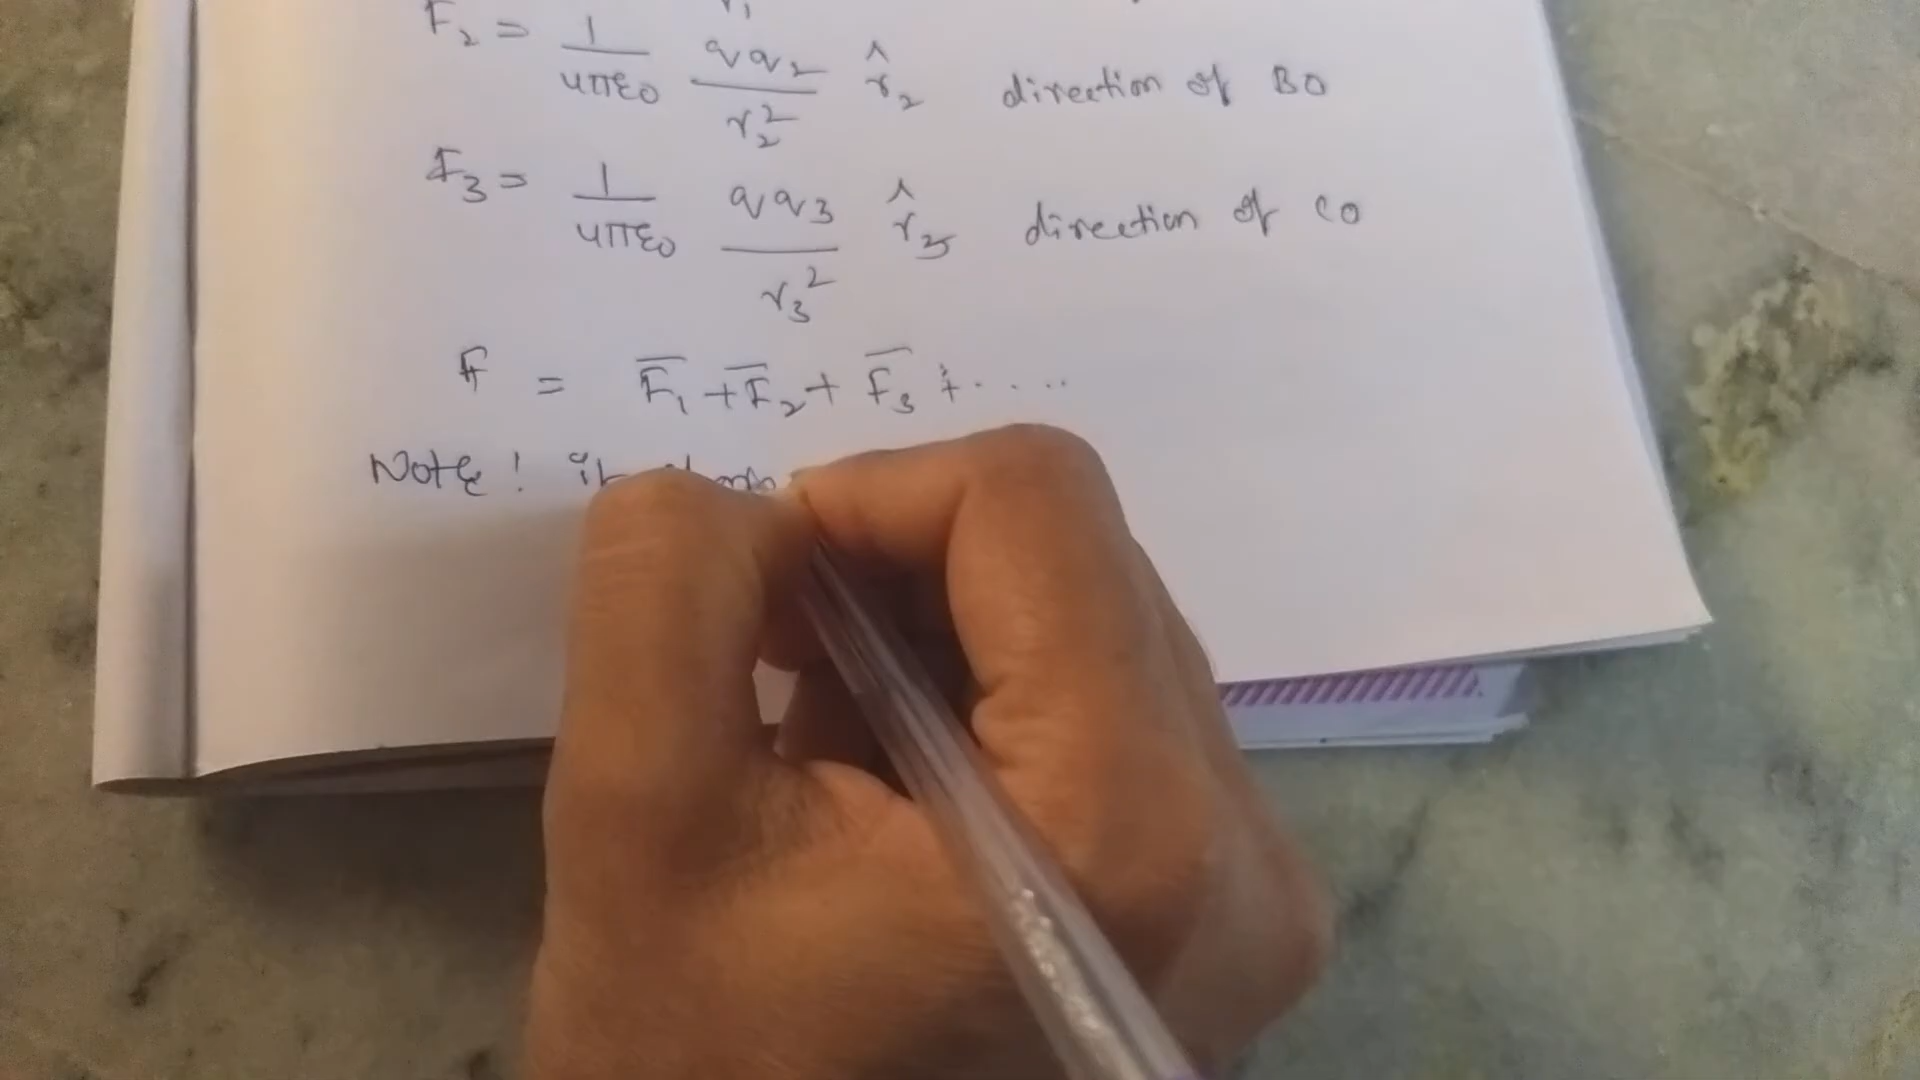 F₂ = 1/4πε₀ qq₂/r₂² r̂₂ direction of BO
F₃ = 1/4πε₀ qq₃/r₃² r̂₃ direction of CO
F = F̅₁ + F̅₂ + F̅₃ + .....
Note!